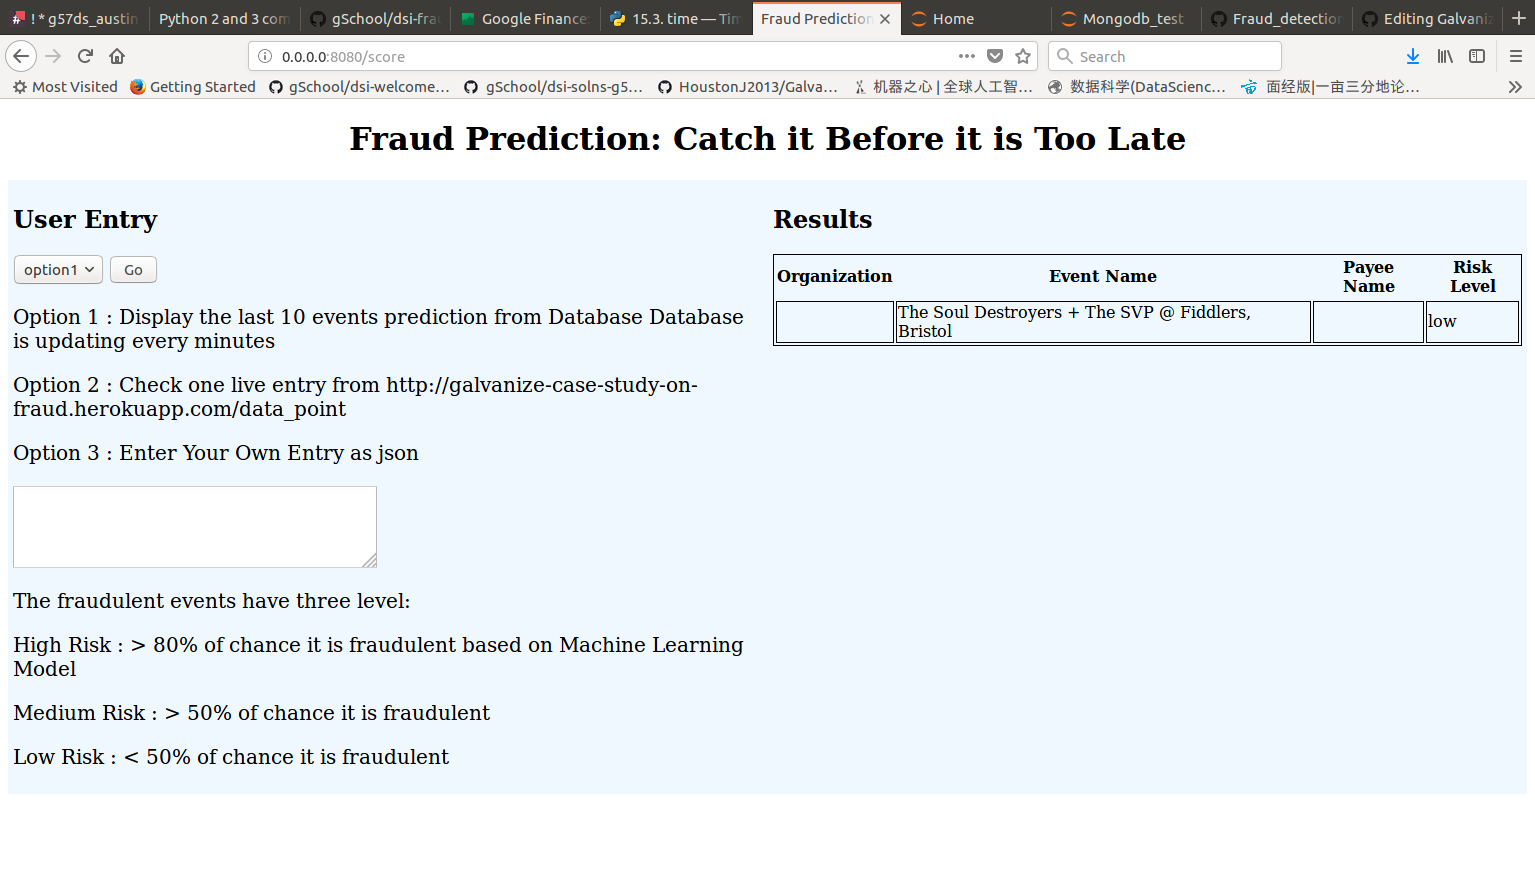 ! * g57ds_austin
Python 2 and 3 com
gSchool/dsi-frau
Google Finance:
15.3. time — Tim
Fraud Prediction
Home
Mongodb_test
Fraud_detection
Editing Galvaniz
0.0.0.0:8080/score
Search
Most Visited
Getting Started
gSchool/dsi-welcome...
gSchool/dsi-solns-g5...
HoustonJ2013/Galva...
机器之心 | 全球人工智...
数据科学(DataScienc...
面经版|一亩三分地论...
Fraud Prediction: Catch it Before it is Too Late
User Entry
option1
Go
Option 1 : Display the last 10 events prediction from Database Database
is updating every minutes
Option 2 : Check one live entry from http://galvanize-case-study-on-
fraud.herokuapp.com/data_point
Option 3 : Enter Your Own Entry as json
The fraudulent events have three level:
High Risk : > 80% of chance it is fraudulent based on Machine Learning
Model
Medium Risk : > 50% of chance it is fraudulent
Low Risk : < 50% of chance it is fraudulent
Results
Organization
Event Name
Payee
Name
Risk
Level
The Soul Destroyers + The SVP @ Fiddlers,
Bristol
low